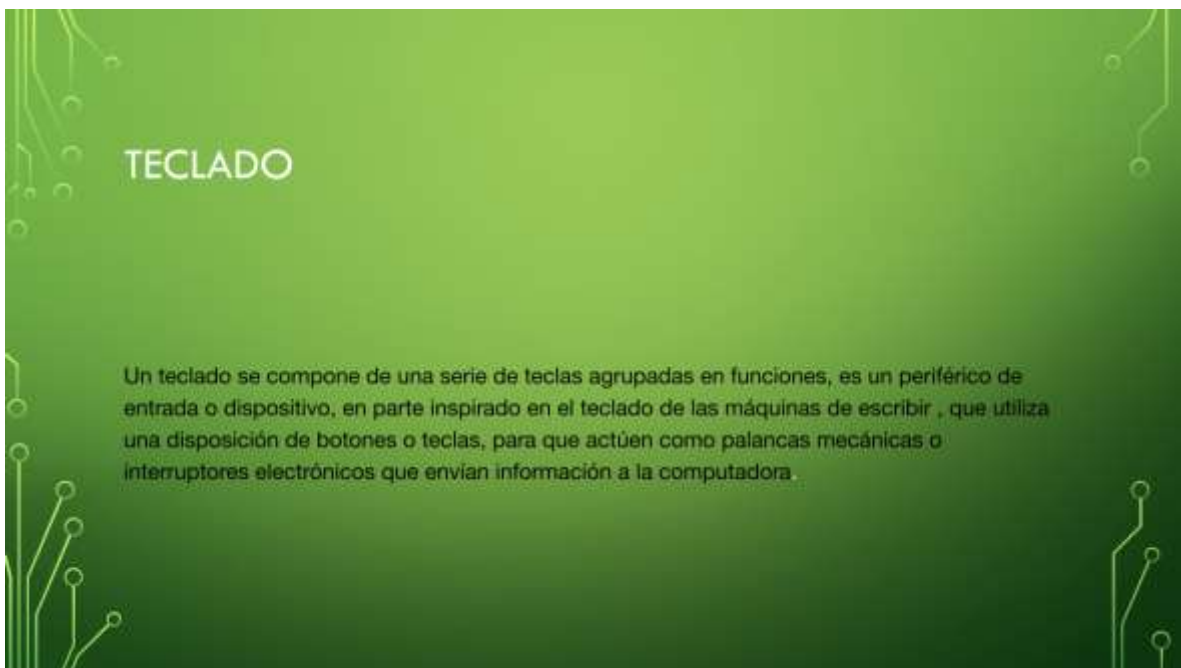 TECLADO
Un teclado se compone de una serie de teclas agrupadas en funciones, es un periférico de
entrada o dispositivo, en parte inspirado en el teclado de las máquinas de escribir , que utiliza
una disposición de botones o teclas, para que actúen como palancas mecánicas o
interruptores electrónicos que envían información a la computadora.